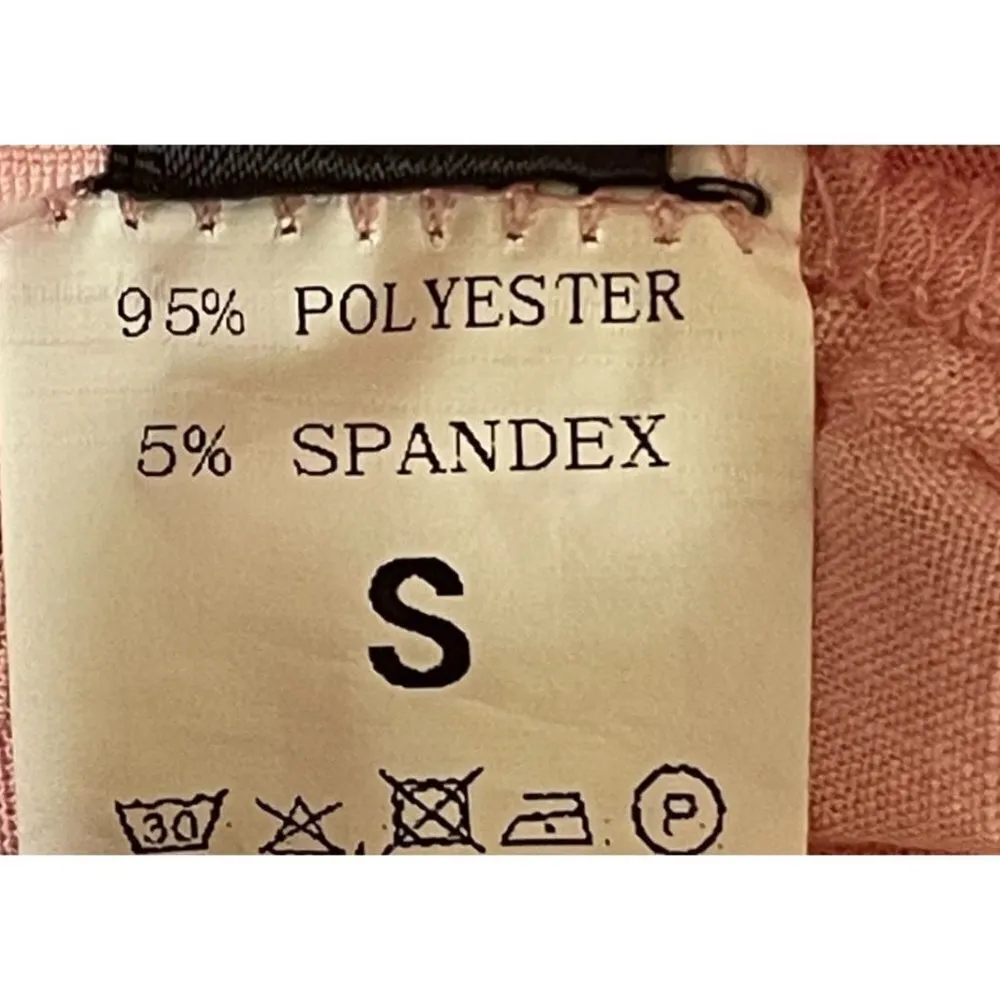 95% POLYESTER
5% SPANDEX
S
30 P